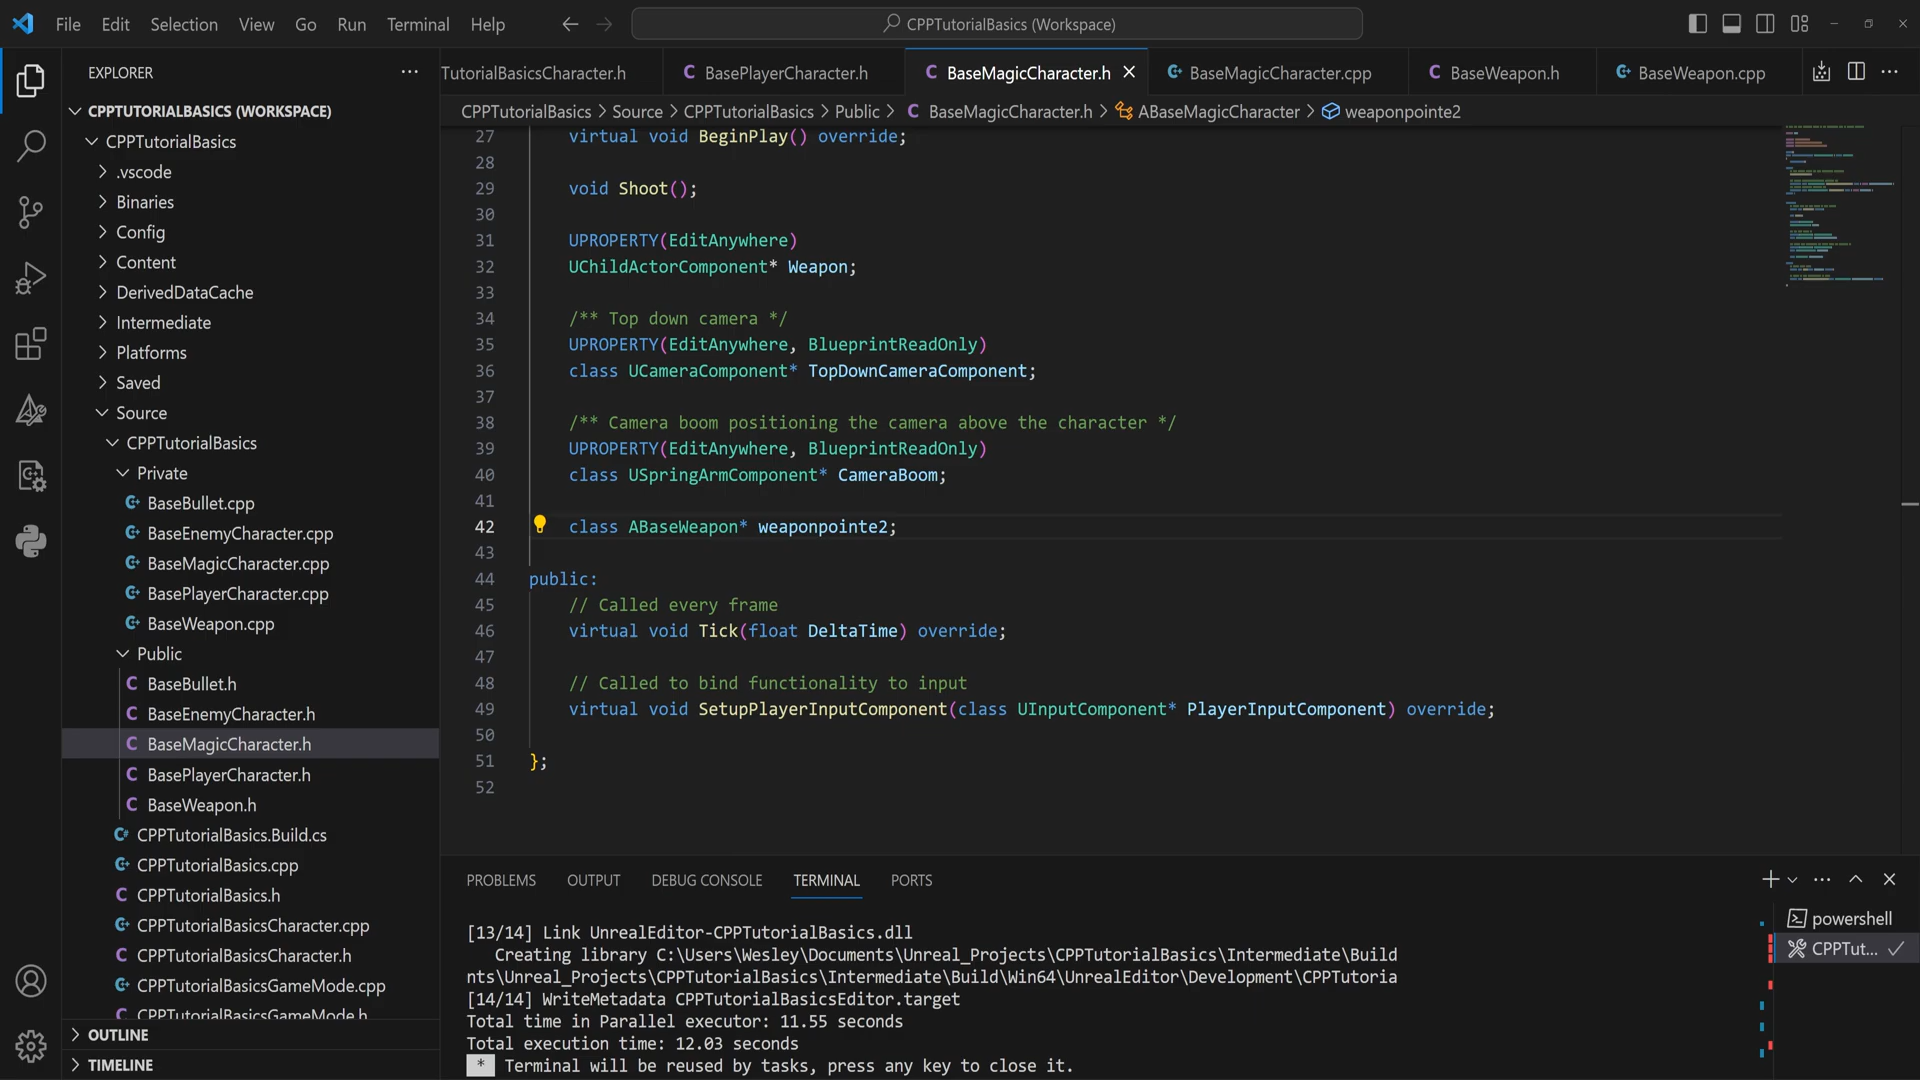 File Edit Selection View Go Run Terminal Help
CPPTutorialBasics (Workspace)
EXPLORER
CPPTUTORIALBASICS (WORKSPACE)
CPPTutorialBasics
.vscode
Binaries
Config
Content
DerivedDataCache
Intermediate
Platforms
Saved
Source
CPPTutorialBasics
Private
BaseBullet.cpp
BaseEnemyCharacter.cpp
BaseMagicCharacter.cpp
BasePlayerCharacter.cpp
BaseWeapon.cpp
Public
BaseBullet.h
BaseEnemyCharacter.h
BaseMagicCharacter.h
BasePlayerCharacter.h
BaseWeapon.h
CPPTutorialBasics.Build.cs
CPPTutorialBasics.cpp
CPPTutorialBasics.h
CPPTutorialBasicsCharacter.cpp
CPPTutorialBasicsCharacter.h
CPPTutorialBasicsGameMode.cpp
CPPTutorialBasicsGameMode.h
OUTLINE
TIMELINE
TutorialBasicsCharacter.h BasePlayerCharacter.h BaseMagicCharacter.h BaseMagicCharacter.cpp BaseWeapon.h BaseWeapon.cpp
CPPTutorialBasics > Source > CPPTutorialBasics > Public > BaseMagicCharacter.h > ABaseMagicCharacter > weaponpointe2
27 virtual void BeginPlay() override;
28
29 void Shoot();
30
31 UPROPERTY(EditAnywhere)
32 UChildActorComponent* Weapon;
33
34 /** Top down camera */
35 UPROPERTY(EditAnywhere, BlueprintReadOnly)
36 class UCameraComponent* TopDownCameraComponent;
37
38 /** Camera boom positioning the camera above the character */
39 UPROPERTY(EditAnywhere, BlueprintReadOnly)
40 class USpringArmComponent* CameraBoom;
41
42 class ABaseWeapon* weaponpointe2;
43
44 public:
45 // Called every frame
46 virtual void Tick(float DeltaTime) override;
47
48 // Called to bind functionality to input
49 virtual void SetupPlayerInputComponent(class UInputComponent* PlayerInputComponent) override;
50
51 };
52
PROBLEMS OUTPUT DEBUG CONSOLE TERMINAL PORTS
[13/14] Link UnrealEditor-CPPTutorialBasics.dll
Creating library C:\Users\Wesley\Documents\Unreal_Projects\CPPTutorialBasics\Intermediate\Build
nts\Unreal_Projects\CPPTutorialBasics\Intermediate\Build\Win64\UnrealEditor\Development\CPPTutoria
[14/14] WriteMetadata CPPTutorialBasicsEditor.target
Total time in Parallel executor: 11.55 seconds
Total execution time: 12.03 seconds
* Terminal will be reused by tasks, press any key to close it.
powershell
CPPTut...